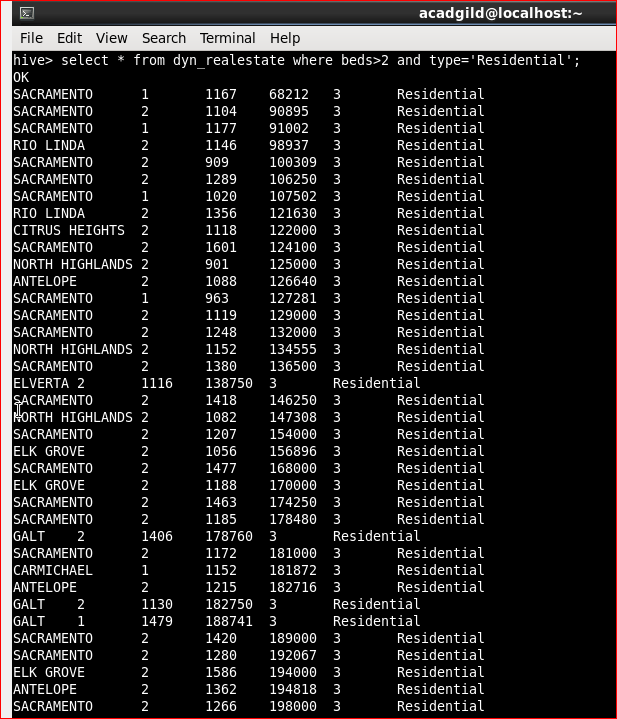 acadgild@localhost:~
File Edit View Search Terminal Help
hive> select * from dyn_realestate where beds>2 and type='Residential';
OK
SACRAMENTO 1 1167 68212 3 Residential
SACRAMENTO 2 1104 90895 3 Residential
SACRAMENTO 1 1177 91002 3 Residential
RIO LINDA 2 1146 98937 3 Residential
SACRAMENTO 2 909 100309 3 Residential
SACRAMENTO 2 1289 106250 3 Residential
SACRAMENTO 1 1020 107502 3 Residential
RIO LINDA 2 1356 121630 3 Residential
CITRUS HEIGHTS 2 1118 122000 3 Residential
SACRAMENTO 2 1601 124100 3 Residential
NORTH HIGHLANDS 2 901 125000 3 Residential
ANTELOPE 2 1088 126640 3 Residential
SACRAMENTO 1 963 127281 3 Residential
SACRAMENTO 2 1119 129000 3 Residential
SACRAMENTO 2 1248 132000 3 Residential
NORTH HIGHLANDS 2 1152 134555 3 Residential
SACRAMENTO 2 1380 136500 3 Residential
ELVERTA 2 1116 138750 3 Residential
SACRAMENTO 2 1418 146250 3 Residential
NORTH HIGHLANDS 2 1082 147308 3 Residential
SACRAMENTO 2 1207 154000 3 Residential
ELK GROVE 2 1056 156896 3 Residential
SACRAMENTO 2 1477 168000 3 Residential
ELK GROVE 2 1188 170000 3 Residential
SACRAMENTO 2 1463 174250 3 Residential
SACRAMENTO 2 1185 178480 3 Residential
GALT 2 1406 178760 3 Residential
SACRAMENTO 2 1172 181000 3 Residential
CARMICHAEL 1 1152 181872 3 Residential
ANTELOPE 2 1215 182716 3 Residential
GALT 2 1130 182750 3 Residential
GALT 1 1479 188741 3 Residential
SACRAMENTO 2 1420 189000 3 Residential
SACRAMENTO 2 1280 192067 3 Residential
ELK GROVE 2 1586 194000 3 Residential
ANTELOPE 2 1362 194818 3 Residential
SACRAMENTO 2 1266 198000 3 Residential